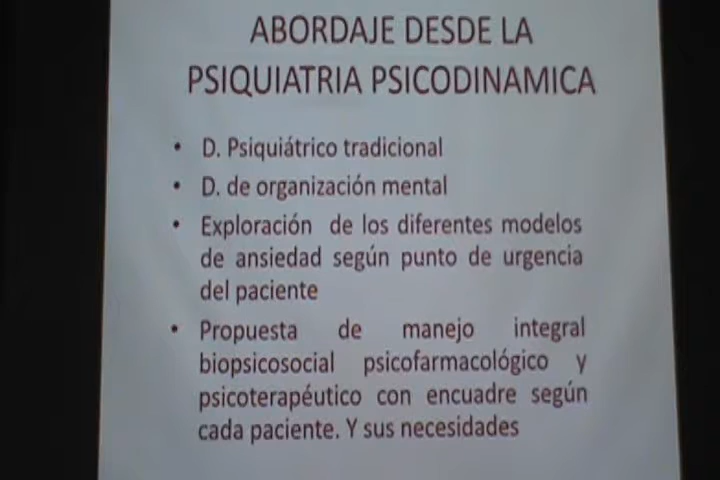 ABORDAJE DESDE LA
PSIQUIATRIA PSICODINAMICA
• D. Psiquiátrico tradicional
• D. de organización mental
• Exploración de los diferentes modelos
de ansiedad según punto de urgencia
del paciente
• Propuesta de manejo integral
biopsicosocial psicofarmacológico y
psicoterapéutico con encuadre según
cada paciente. Y sus necesidades